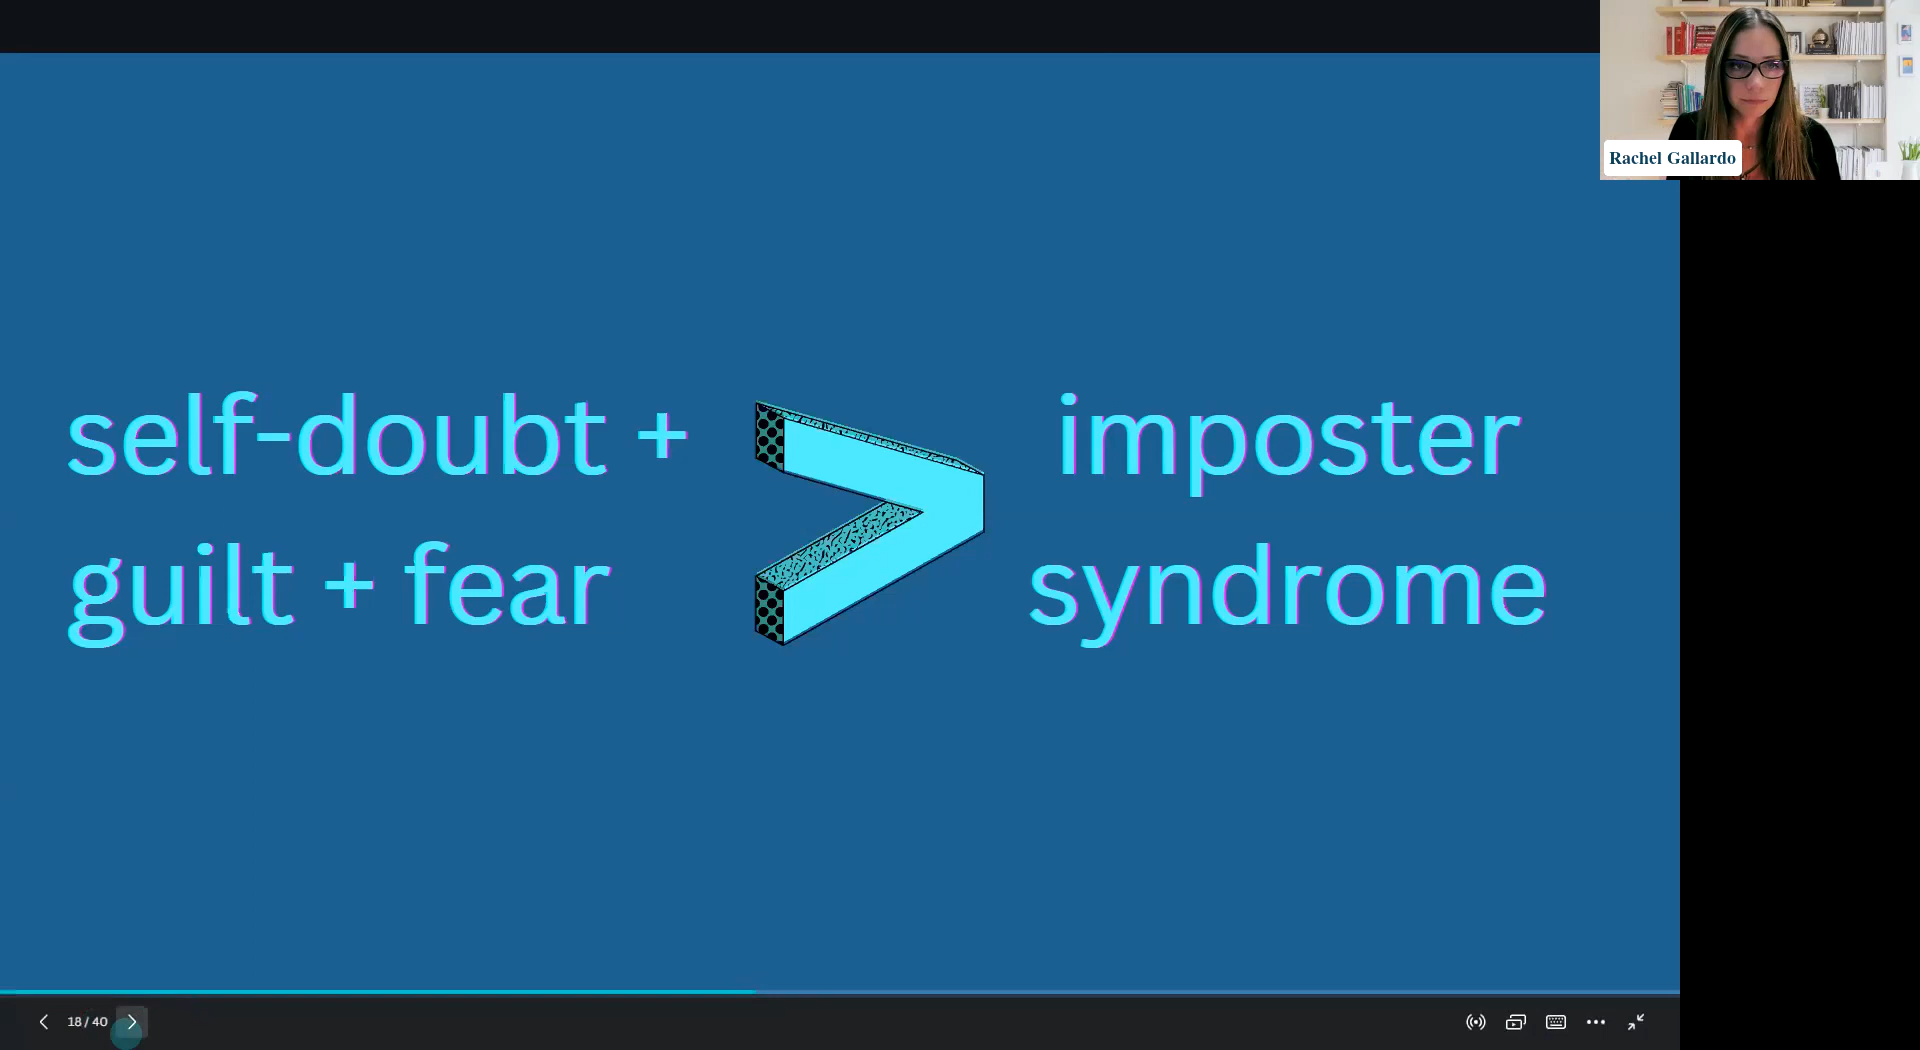 Rachel Gallardo
self-doubt +
guilt + fear
>
imposter
syndrome
18 / 40